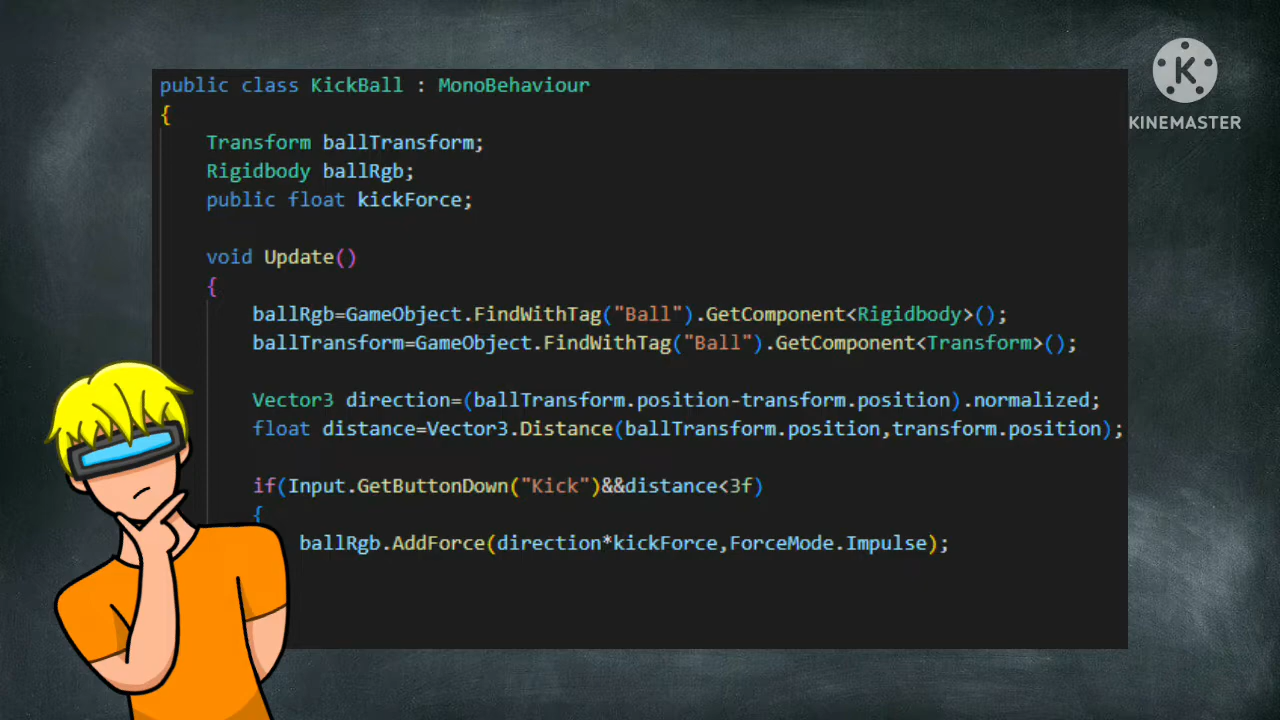 public class KickBall : MonoBehaviour
{
Transform ballTransform;
Rigidbody ballRgb;
public float kickForce;
void Update()
{
ballRgb=GameObject.FindWithTag("Ball").GetComponent<Rigidbody>();
ballTransform=GameObject.FindWithTag("Ball").GetComponent<Transform>();
Vector3 direction=(ballTransform.position-transform.position).normalized;
float distance=Vector3.Distance(ballTransform.position,transform.position);
if(Input.GetButtonDown("Kick")&&distance<3f)
{
ballRgb.AddForce(direction*kickForce,ForceMode.Impulse);
K
KINEMASTER